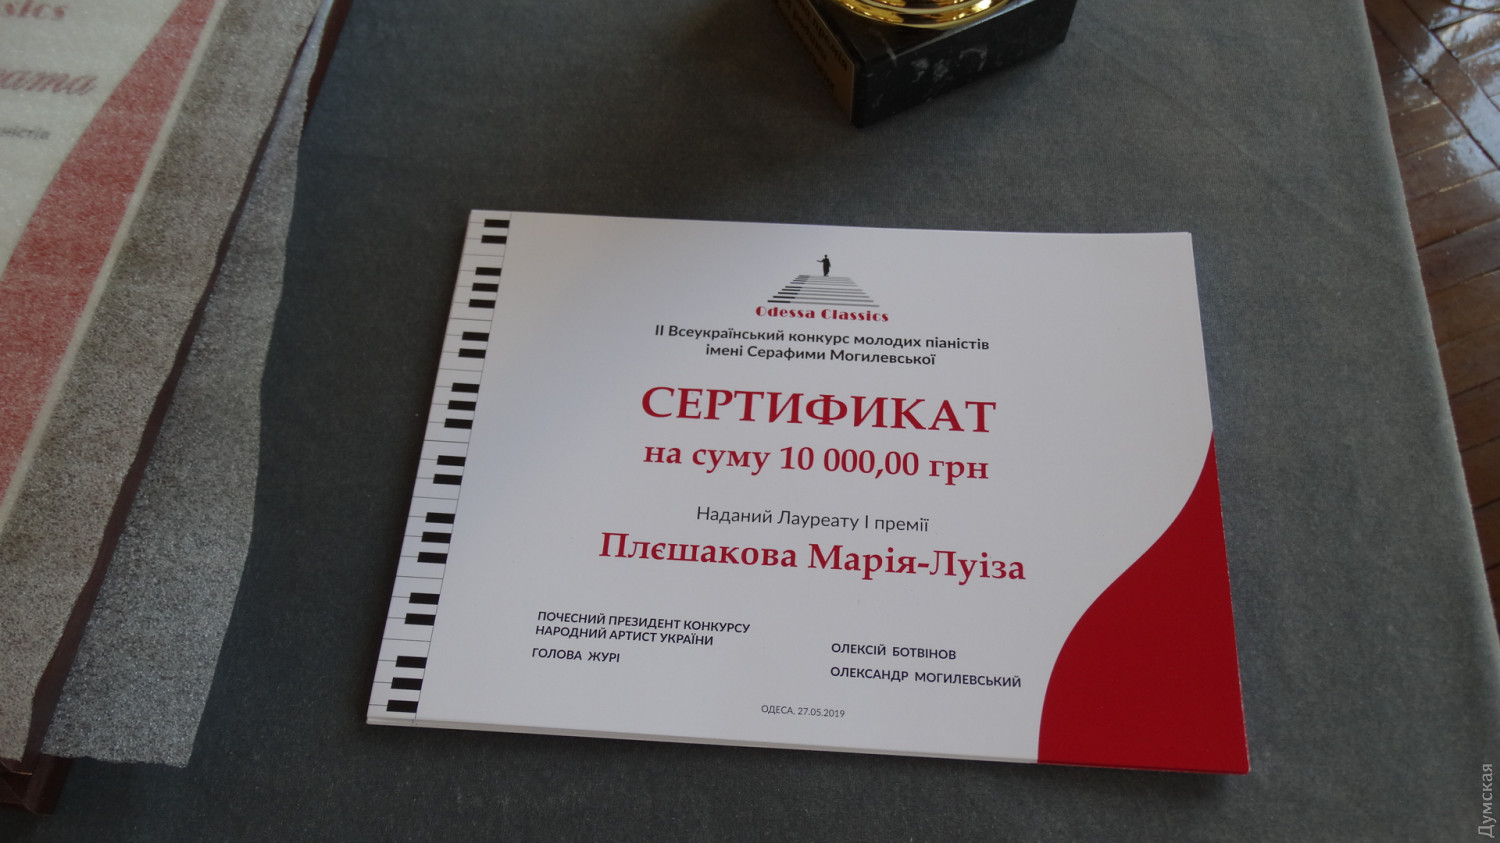 Odessa Classics
II Всеукраїнський конкурс молодих піаністів
імені Серафими Могилевської
СЕРТИФИКАТ
на суму 10 000,00 грн
Наданий Лауреату I премії
Плєшакова Марія-Луіза
ПОЧЕСНИЙ ПРЕЗИДЕНТ КОНКУРСУ
НАРОДНИЙ АРТИСТ УКРАЇНИ
ОЛЕКСІЙ БОТВІНОВ
ГОЛОВА ЖУРІ
ОЛЕКСАНДР МОГИЛЕВСЬКИЙ
ОДЕСА, 27.05.2019
Думская